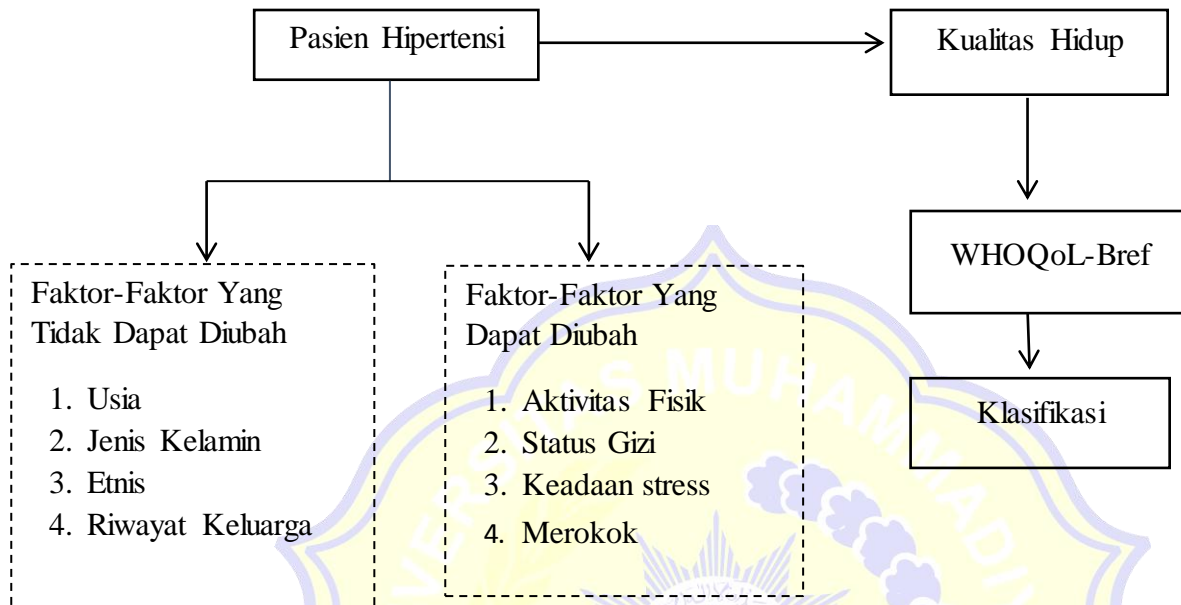 Pasien Hipertensi
Kualitas Hidup
Faktor-Faktor Yang
Tidak Dapat Diubah
1. Usia
2. Jenis Kelamin
3. Etnis
4. Riwayat Keluarga
Faktor-Faktor Yang
Dapat Diubah
1. Aktivitas Fisik
2. Status Gizi
3. Keadaan stress
4. Merokok
WHOQoL-Bref
Klasifikasi
VERSITAS MUHAMMADIY